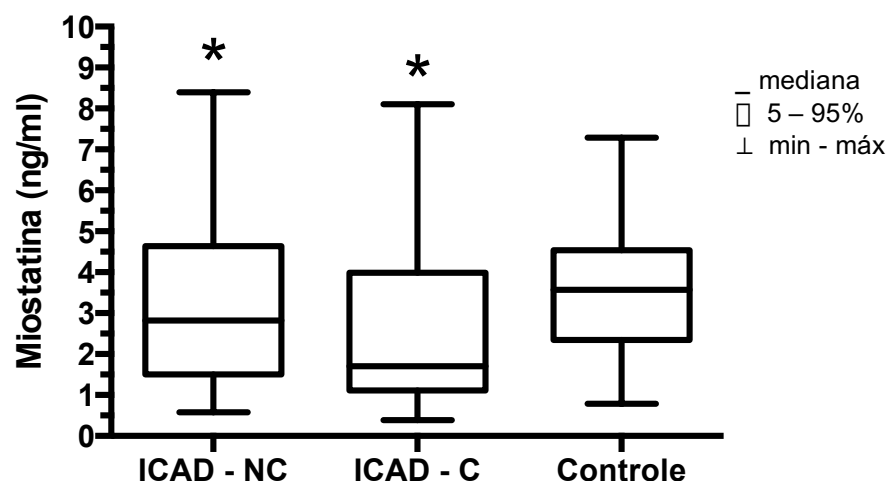 Miostatina (ng/ml)
10
9
8
7
6
5
4
3
2
1
0
*
*
ICAD - NC
ICAD - C
Controle
_ mediana
▯ 5 – 95%
⊥ min - máx